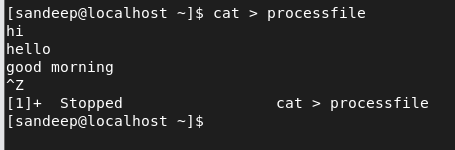 [sandeep@localhost ~]$ cat > processfile
hi
hello
good morning
^Z
[1]+  Stopped                 cat > processfile
[sandeep@localhost ~]$